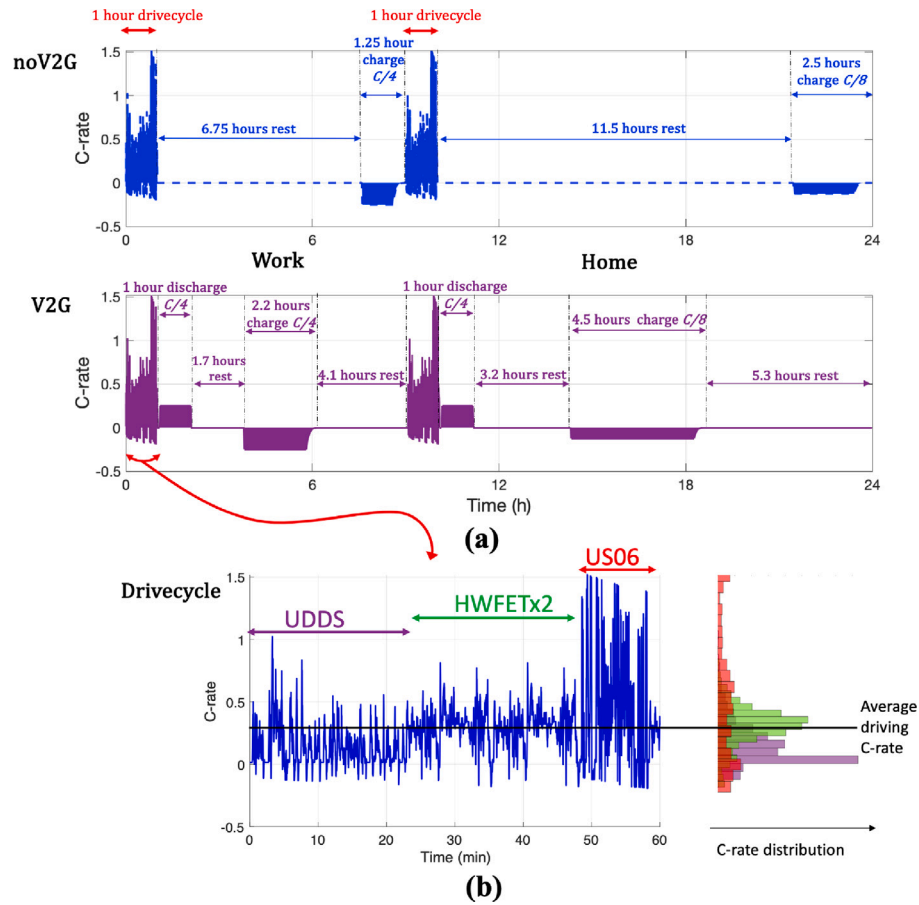 1 hour drivecycle
1 hour drivecycle
noV2G
1.25 hour
charge
C/4
2.5 hours
charge C/8
6.75 hours rest
11.5 hours rest
C-rate
1.5
1
0.5
0
-0.5
0
6
12
18
24
Work
Home
V2G
1 hour discharge
C/4
2.2 hours
charge C/4
1 hour discharge
C/4
4.5 hours charge C/8
1.7 hours
rest
4.1 hours rest
3.2 hours rest
5.3 hours rest
C-rate
1.5
1
0.5
0
-0.5
0
6
12
18
24
Time (h)
(a)
Drivecycle
UDDS
HWFETx2
US06
C-rate
1.5
1
0.5
0
-0.5
0
10
20
30
40
50
60
Time (min)
Average
driving
C-rate
C-rate distribution
(b)